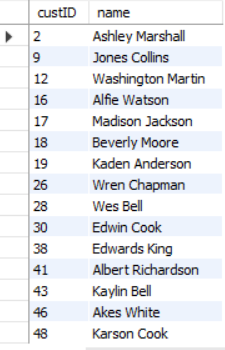 custID name
2 Ashley Marshall
9 Jones Collins
12 Washington Martin
16 Alfie Watson
17 Madison Jackson
18 Beverly Moore
19 Kaden Anderson
26 Wren Chapman
28 Wes Bell
30 Edwin Cook
38 Edwards King
41 Albert Richardson
43 Kaylin Bell
46 Akes White
48 Karson Cook